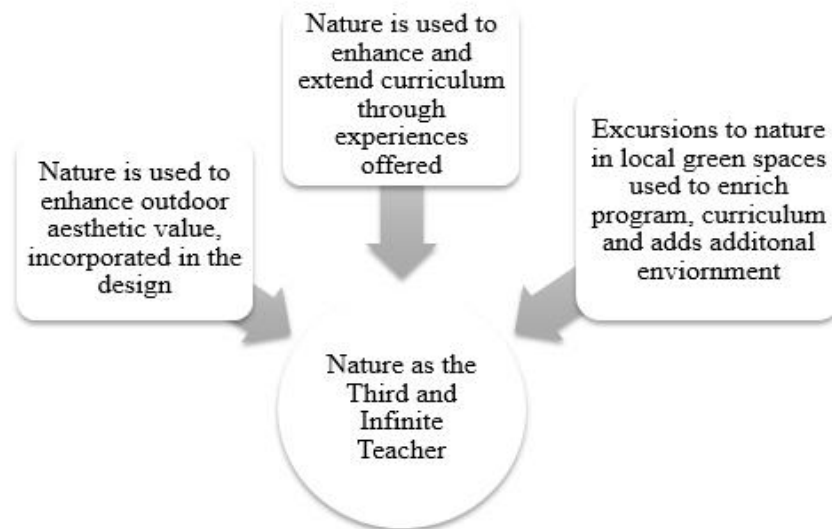 Nature is used to
enhance and
extend curriculum
through
experiences
offered
Nature is used to
enhance outdoor
aesthetic value,
incorporated in the
design
Excursions to nature
in local green spaces
used to enrich
program, curriculum
and adds additonal
enviornment
Nature as the
Third and
Infinite
Teacher